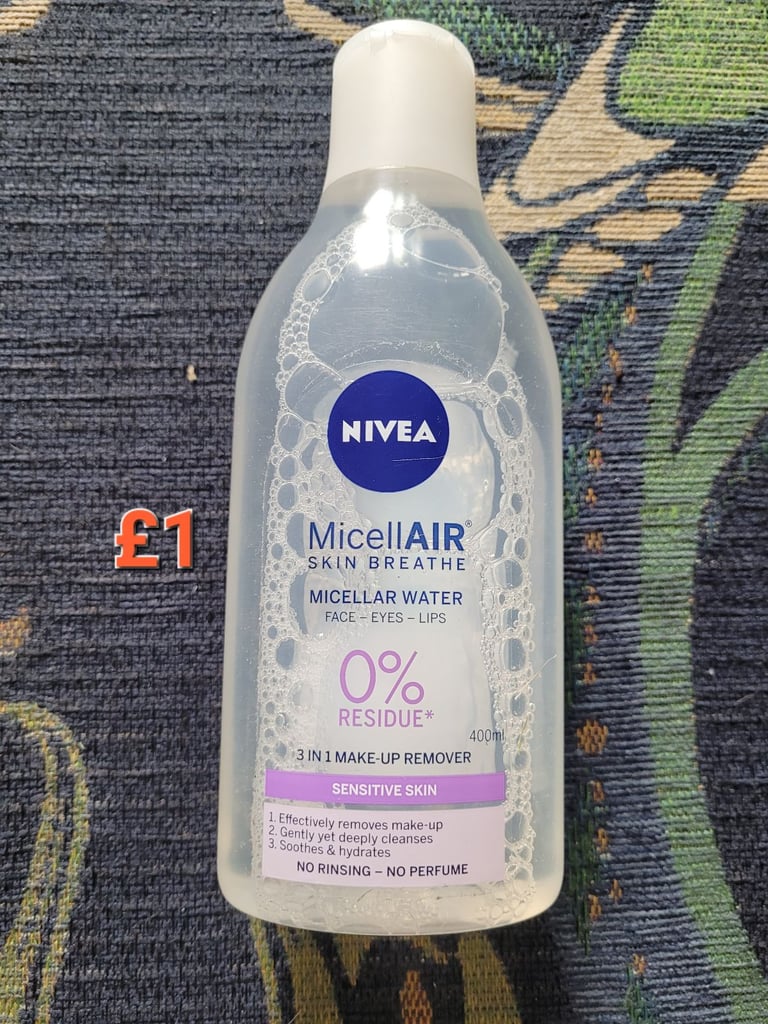 NIVEA
£1
MicellAIR®
SKIN BREATHE
MICELLAR WATER
FACE – EYES – LIPS
0%
RESIDUE*
400ml
3 IN 1 MAKE-UP REMOVER
SENSITIVE SKIN
1. Effectively removes make-up
2. Gently yet deeply cleanses
3. Soothes & hydrates
NO RINSING – NO PERFUME